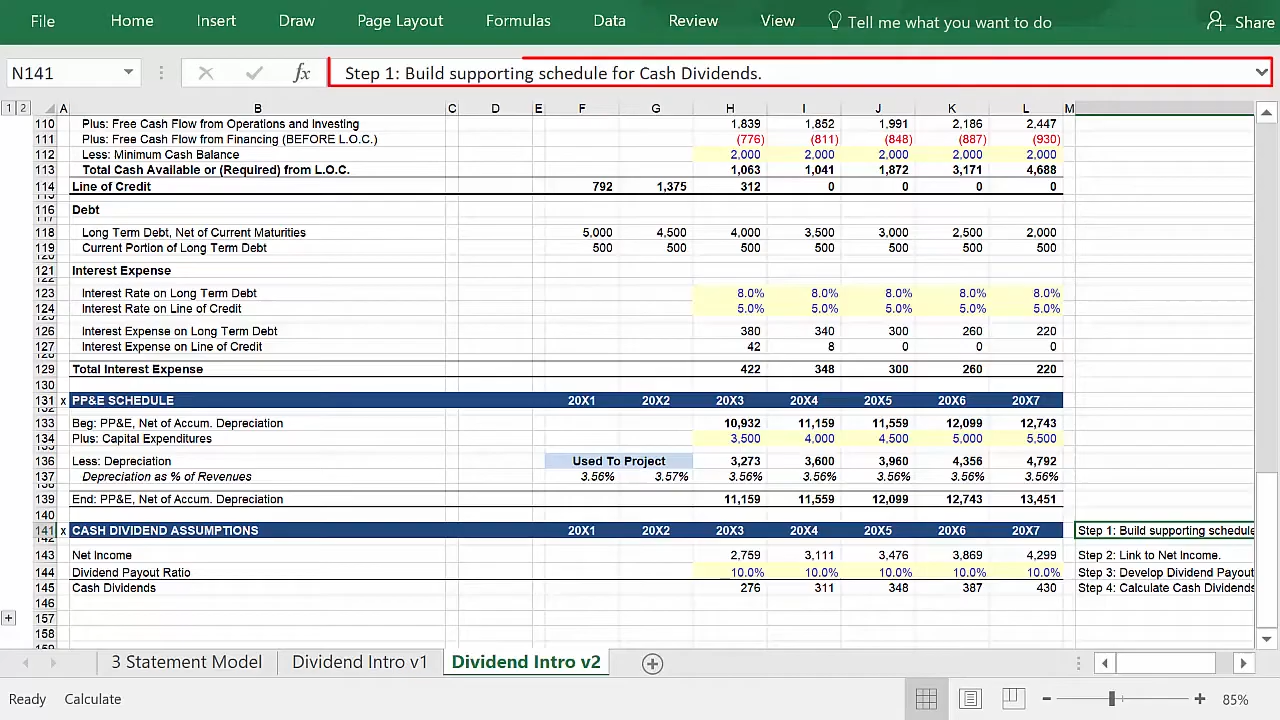 File Home Insert Draw Page Layout Formulas Data Review View Tell me what you want to do Share
N141 fx Step 1: Build supporting schedule for Cash Dividends.
1 2 A B C D E F G H I J K L M
110 Plus: Free Cash Flow from Operations and Investing 1,839 1,852 1,991 2,186 2,447
111 Plus: Free Cash Flow from Financing (BEFORE L.O.C.) (776) (811) (848) (887) (930)
112 Less: Minimum Cash Balance 2,000 2,000 2,000 2,000 2,000
113 Total Cash Available or (Required) from L.O.C. 1,063 1,041 1,872 3,171 4,688
114 Line of Credit 792 1,375 312 0 0 0 0
116 Debt
118 Long Term Debt, Net of Current Maturities 5,000 4,500 4,000 3,500 3,000 2,500 2,000
119 Current Portion of Long Term Debt 500 500 500 500 500 500 500
121 Interest Expense
123 Interest Rate on Long Term Debt 8.0% 8.0% 8.0% 8.0% 8.0%
124 Interest Rate on Line of Credit 5.0% 5.0% 5.0% 5.0% 5.0%
126 Interest Expense on Long Term Debt 380 340 300 260 220
127 Interest Expense on Line of Credit 42 8 0 0 0
129 Total Interest Expense 422 348 300 260 220
130
131 x PP&E SCHEDULE 20X1 20X2 20X3 20X4 20X5 20X6 20X7
133 Beg: PP&E, Net of Accum. Depreciation 10,932 11,159 11,559 12,099 12,743
134 Plus: Capital Expenditures 3,500 4,000 4,500 5,000 5,500
136 Less: Depreciation Used To Project 3,273 3,600 3,960 4,356 4,792
137 Depreciation as % of Revenues 3.56% 3.57% 3.56% 3.56% 3.56% 3.56% 3.56%
139 End: PP&E, Net of Accum. Depreciation 11,159 11,559 12,099 12,743 13,451
140
141 x CASH DIVIDEND ASSUMPTIONS 20X1 20X2 20X3 20X4 20X5 20X6 20X7 Step 1: Build supporting schedule
143 Net Income 2,759 3,111 3,476 3,869 4,299 Step 2: Link to Net Income.
144 Dividend Payout Ratio 10.0% 10.0% 10.0% 10.0% 10.0% Step 3: Develop Dividend Payout
145 Cash Dividends 276 311 348 387 430 Step 4: Calculate Cash Dividends
146
157
158
3 Statement Model Dividend Intro v1 Dividend Intro v2
Ready Calculate 85%